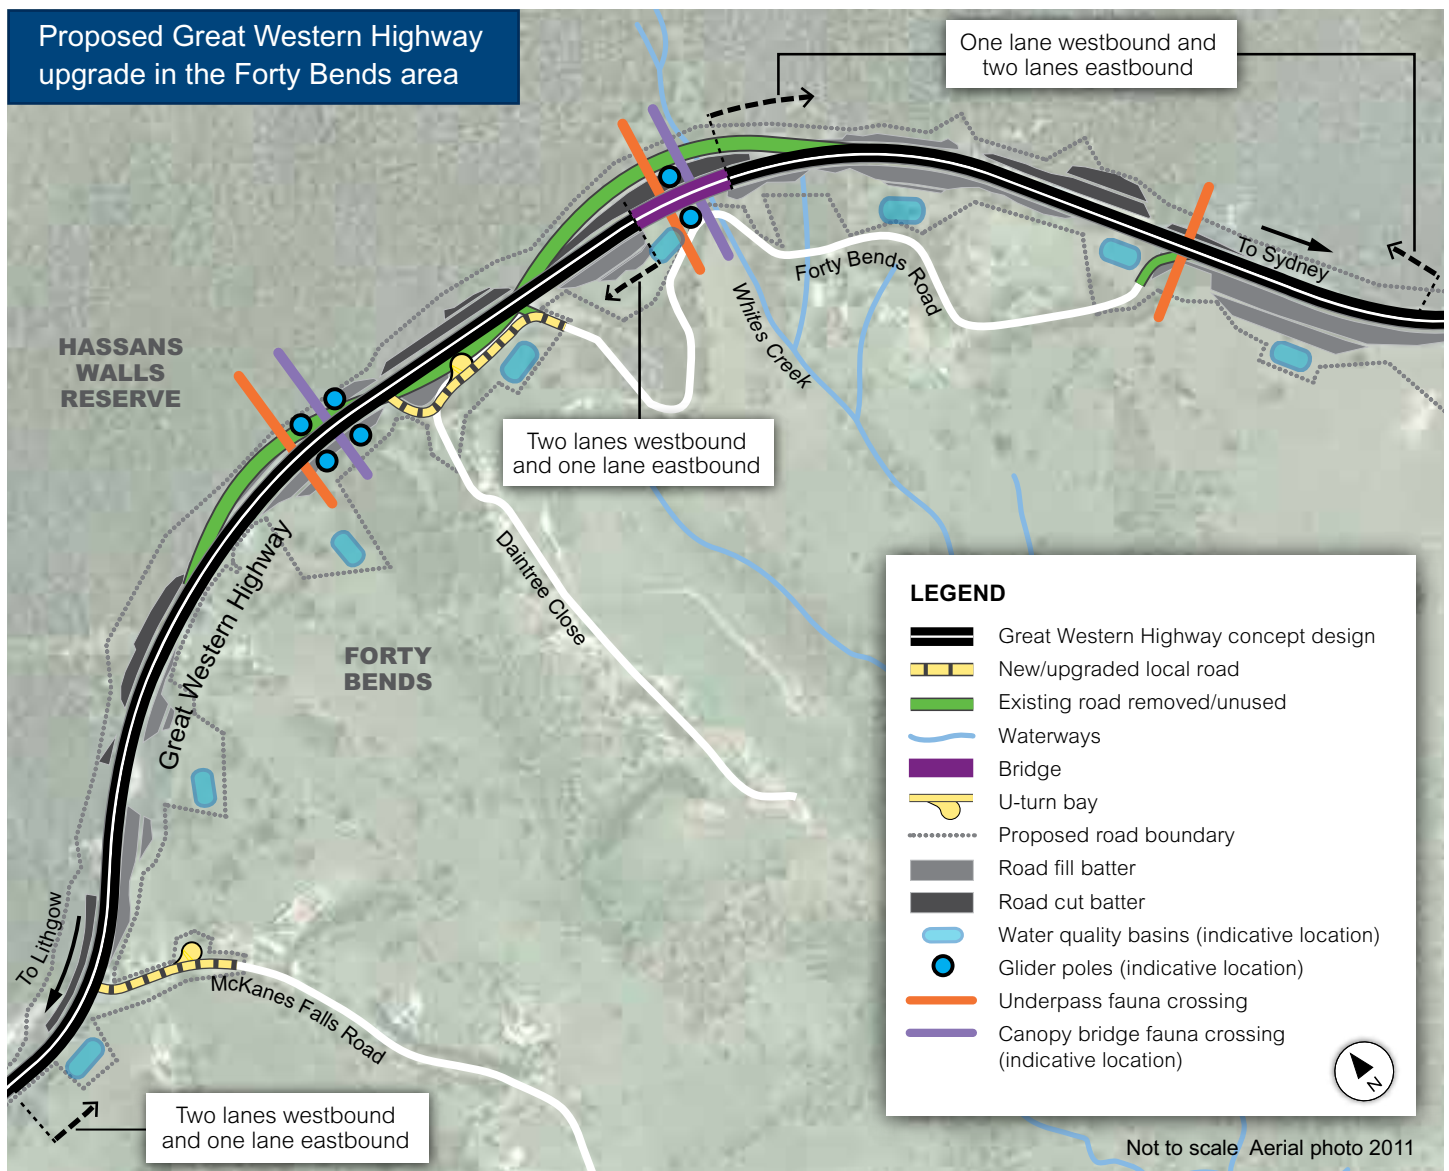 Proposed Great Western Highway
upgrade in the Forty Bends area
One lane westbound and
two lanes eastbound
To Sydney
Forty Bends Road
Whites Creek
HASSANS
WALLS
RESERVE
Two lanes westbound
and one lane eastbound
Great Western Highway
Daintree Close
FORTY
BENDS
To Lithgow
McKanes Falls Road
Two lanes westbound
and one lane eastbound
LEGEND
Great Western Highway concept design
New/upgraded local road
Existing road removed/unused
Waterways
Bridge
U-turn bay
Proposed road boundary
Road fill batter
Road cut batter
Water quality basins (indicative location)
Glider poles (indicative location)
Underpass fauna crossing
Canopy bridge fauna crossing
(indicative location)
N
Not to scale Aerial photo 2011